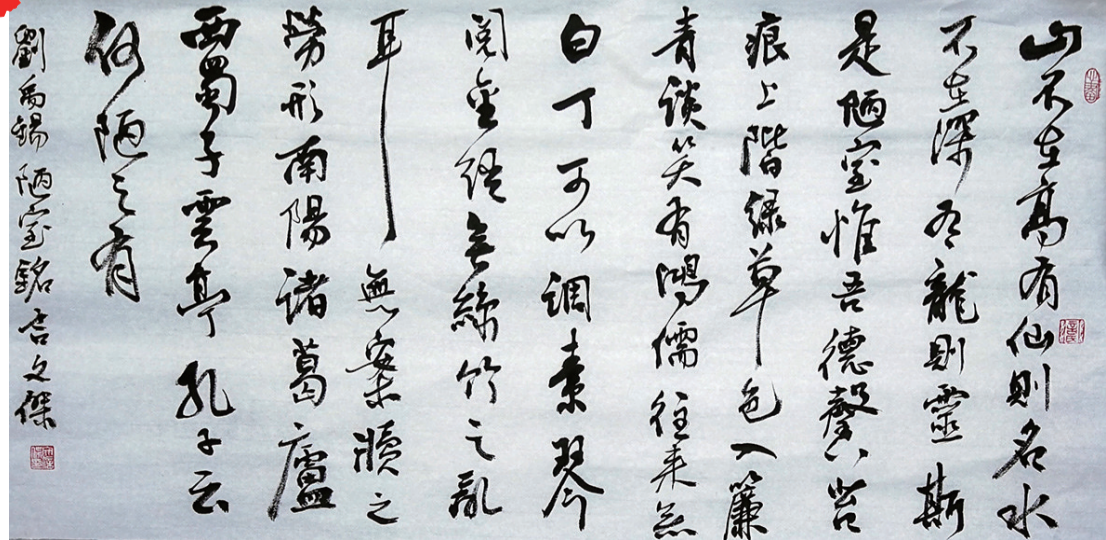 山不在高有仙則名水
不在深有龍則靈斯
是陋室惟吾德馨苔
痕上階綠草色入簾
青談笑有鴻儒往来無
白丁可以調素琴
閱金經無絲竹之亂
耳無案牘之
勞形南陽諸葛廬
西蜀子雲亭孔子云
何陋之有
劉禹錫陋室銘吉文傑